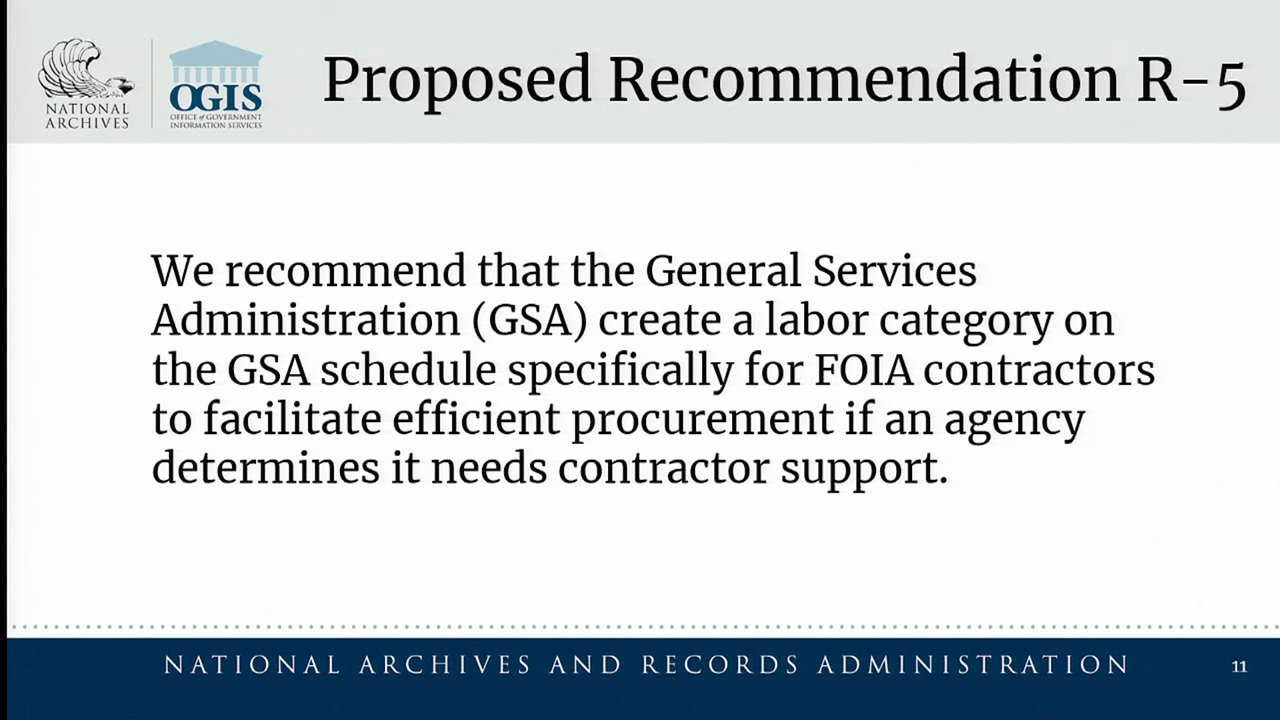 NATIONAL
ARCHIVES
OGIS
OFFICE of GOVERNMENT
INFORMATION SERVICES
Proposed Recommendation R-5
We recommend that the General Services
Administration (GSA) create a labor category on
the GSA schedule specifically for FOIA contractors
to facilitate efficient procurement if an agency
determines it needs contractor support.
NATIONAL ARCHIVES AND RECORDS ADMINISTRATION
11